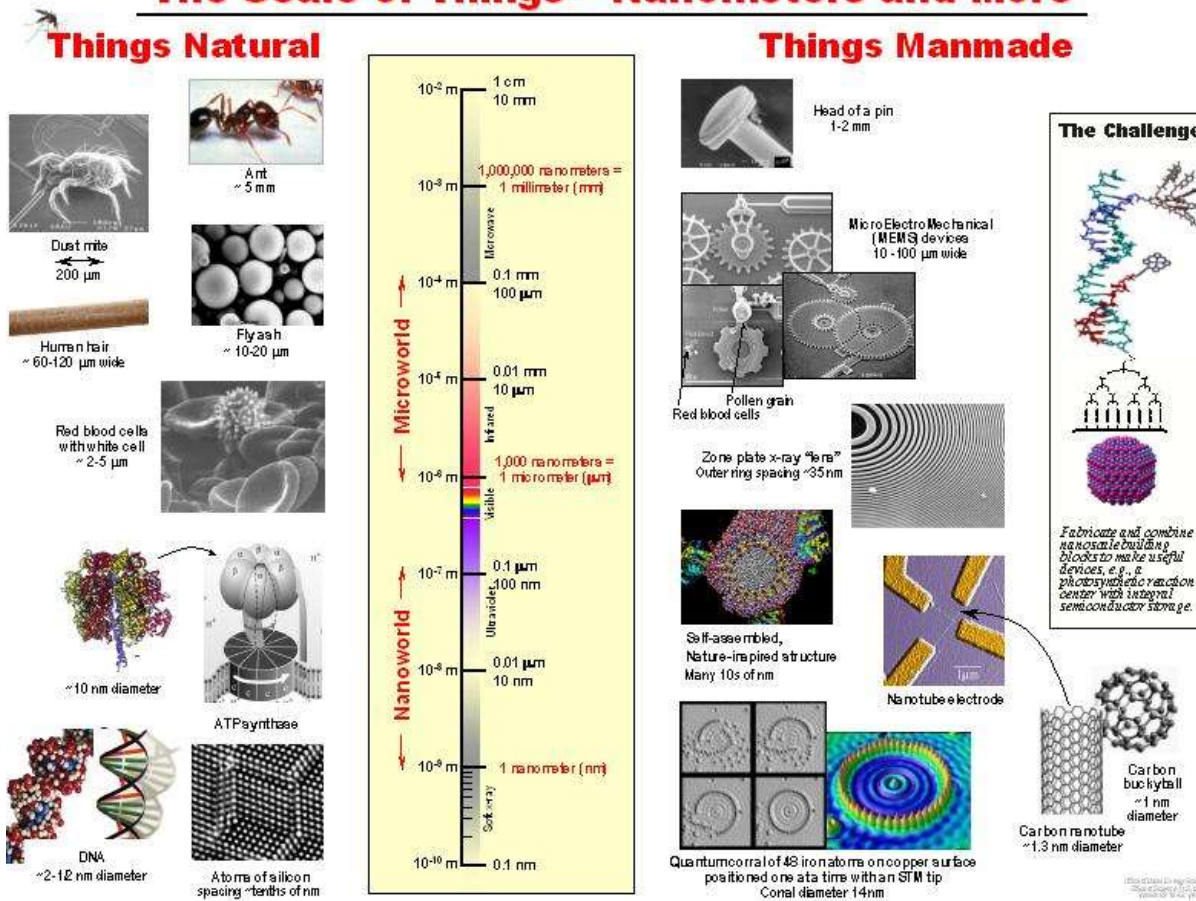 The Scale of Things – Nanometers and More
Things Natural
Things Manmade
Ant
~ 5 mm
Dust mite
200 µm
Human hair
~ 60-120 µm wide
Fly ash
~ 10-20 µm
Red blood cells
with white cell
~ 2-5 µm
~10 nm diameter
ATP synthase
DNA
~2-1/2 nm diameter
Atoms of silicon
spacing ~tenths of nm
Microworld
Nanoworld
10-2 m
1 cm
10 mm
1,000,000 nanometers =
10-3 m
1 millimeter (mm)
Microwave
0.1 mm
10-4 m
100 µm
0.01 mm
10-5 m
10 µm
Infrared
1,000 nanometers =
10-6 m
1 micrometer (µm)
Visible
0.1 µm
10-7 m
100 nm
Ultraviolet
0.01 µm
10-8 m
10 nm
10-9 m
1 nanometer (nm)
Soft x-ray
10-10 m
0.1 nm
Head of a pin
1-2 mm
MicroElectroMechanical
(MEMS) devices
10 -100 µm wide
Pollen grain
Red blood cells
Zone plate x-ray "lens"
Outer ring spacing ~35 nm
Self-assembled,
Nature-inspired structure
Many 10s of nm
1µm
Nanotube electrode
Carbon
buckyball
~1 nm
diameter
Carbon nanotube
~1.3 nm diameter
Quantum corral of 48 iron atoms on copper surface
positioned one at a time with an STM tip
Corral diameter 14 nm
The Challenge
Fabricate and combine
nanoscale building
blocks to make useful
devices, e.g., a
photosynthetic reaction
center with integral
semiconductor storage.